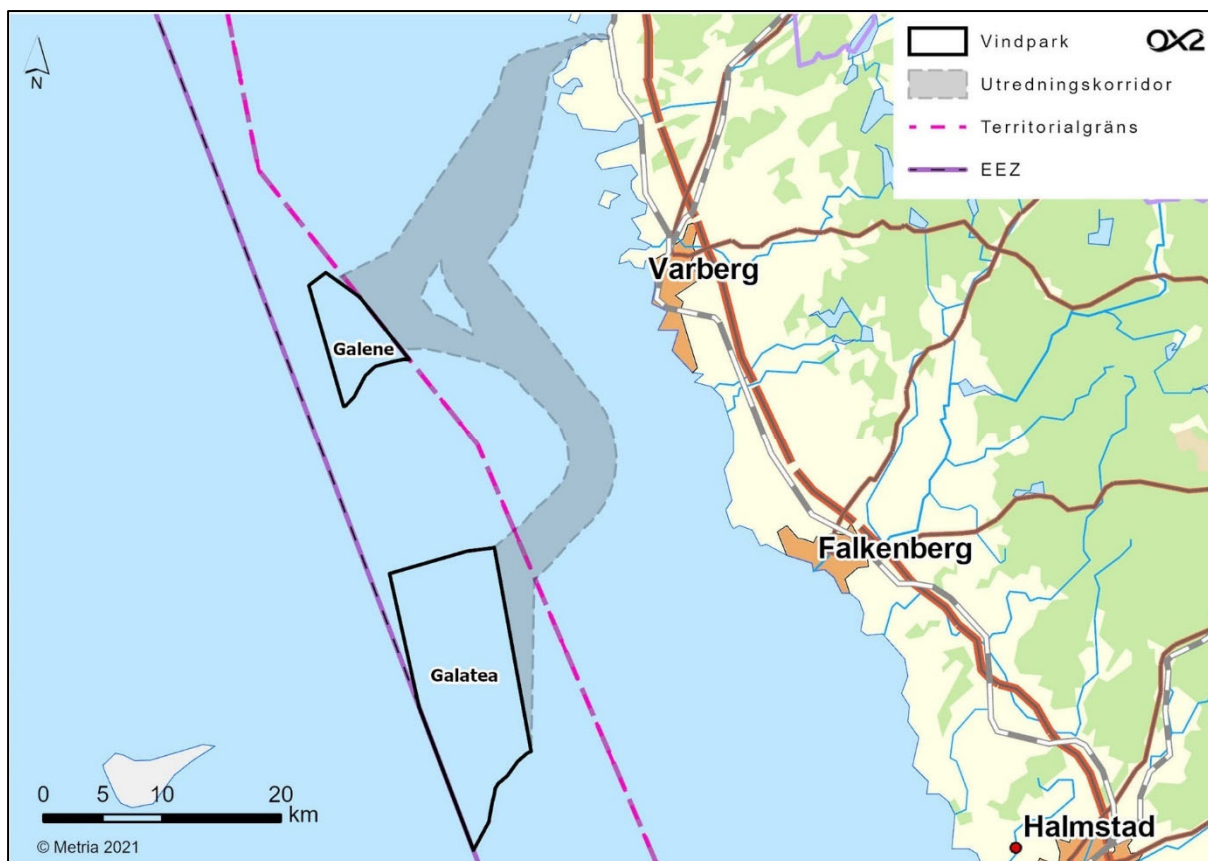 N
Vindpark
OX2
Utredningskorridor
Territorialgräns
EEZ
Varberg
Galene
Falkenberg
Galatea
0 5 10 20
km
Halmstad
© Metria 2021